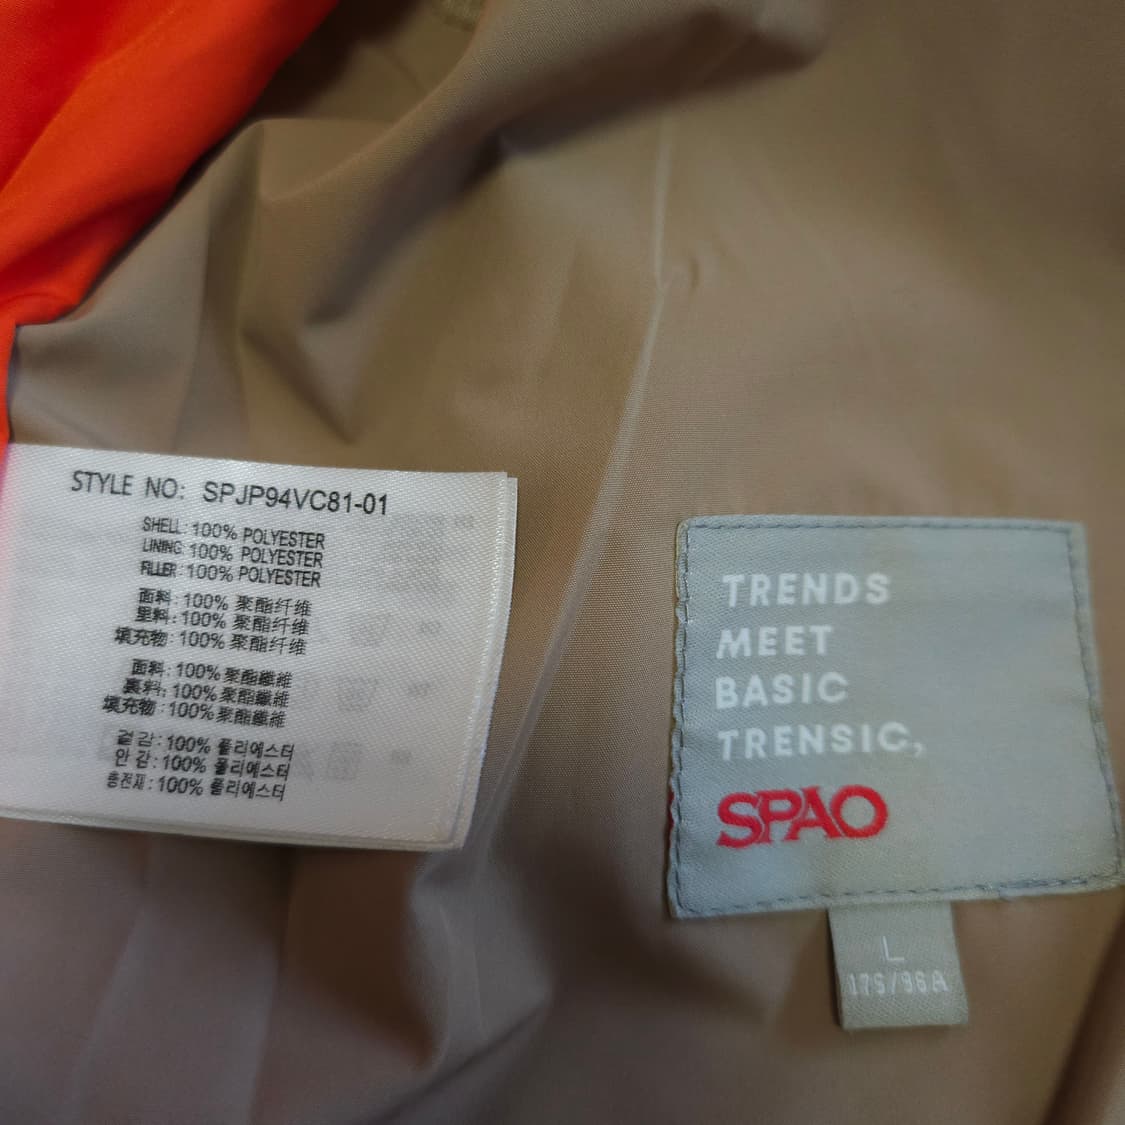 STYLE NO: SPJP94VC81-01
SHELL: 100% POLYESTER
LINING: 100% POLYESTER
FILLER: 100% POLYESTER
面料: 100% 聚酯纤维
里料: 100% 聚酯纤维
填充物: 100% 聚酯纤维
面料: 100% 聚酯纖維
裏料: 100% 聚酯纖維
填充物: 100% 聚酯纖維
겉감: 100% 폴리에스터
안감: 100% 폴리에스터
충전재: 100% 폴리에스터
TRENDS
MEET
BASIC
TRENSIC,
SPAO
L
175/96A